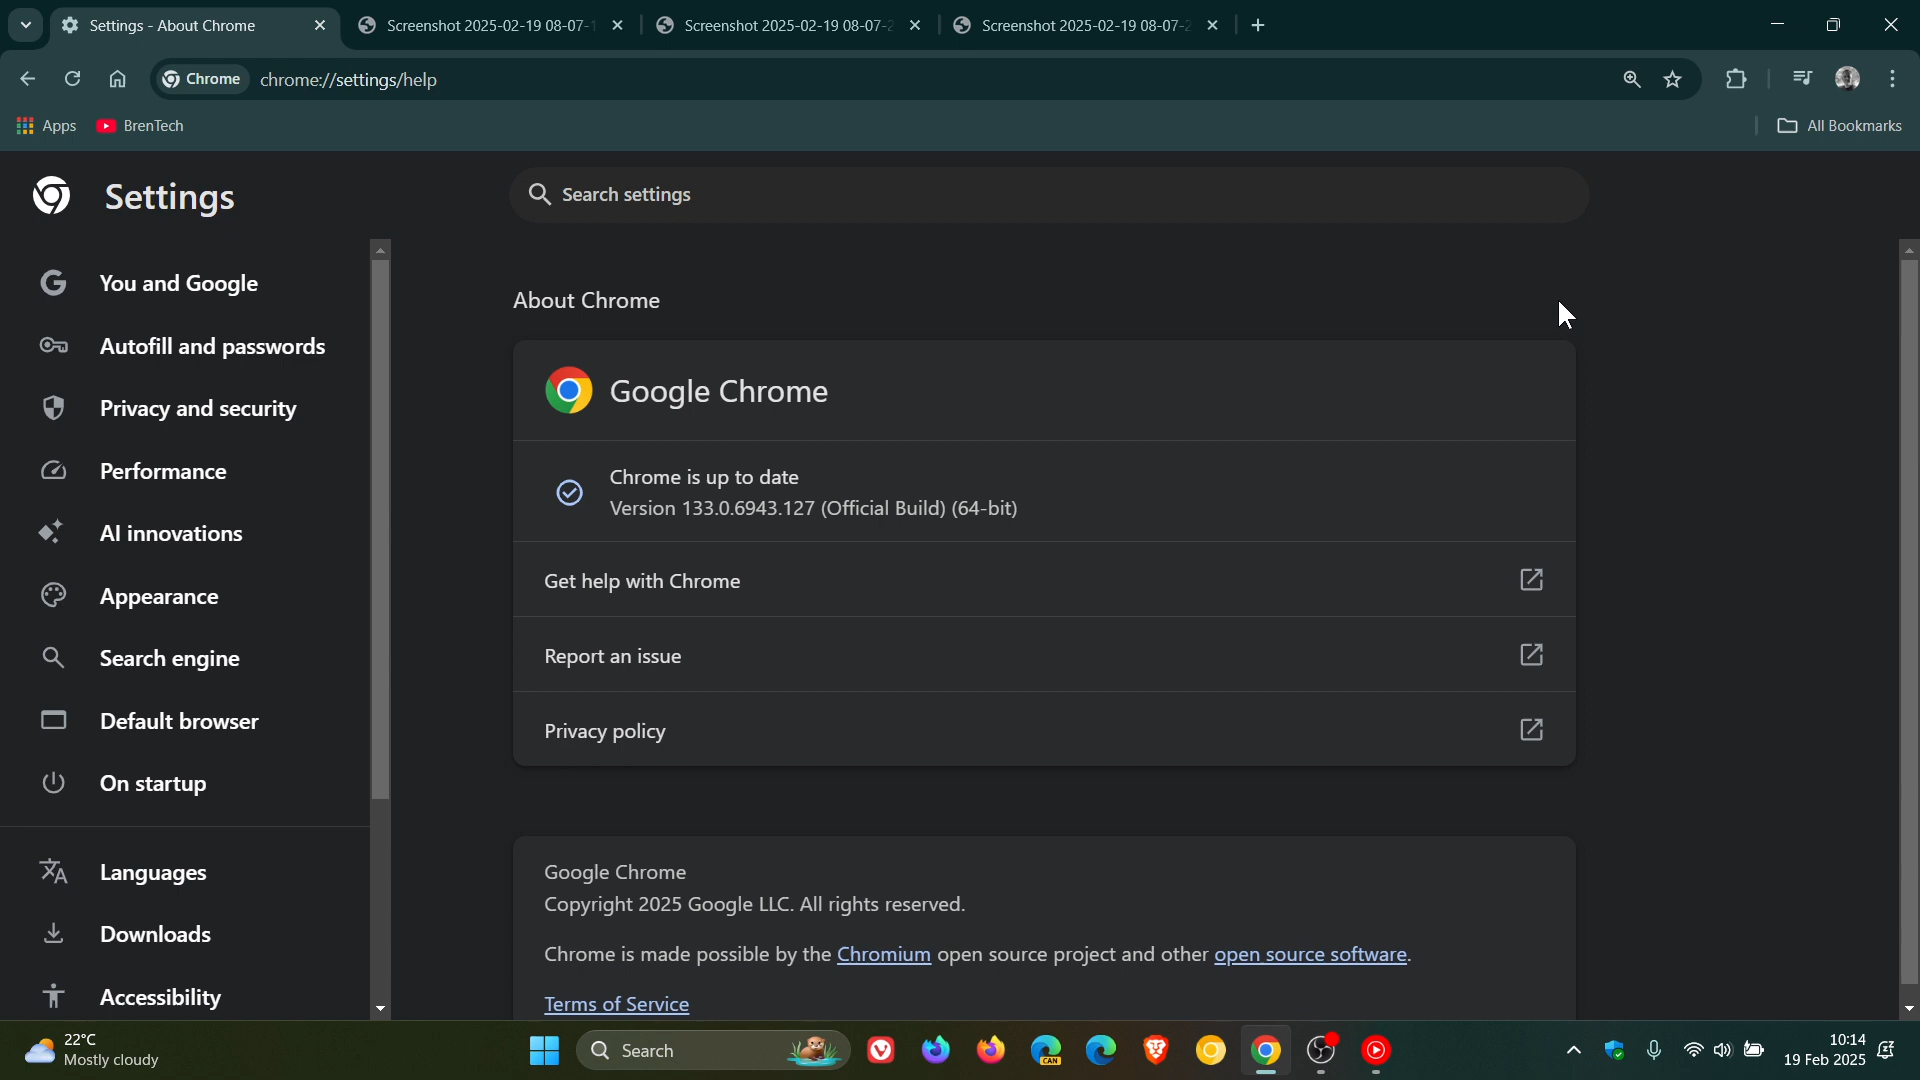 Settings - About Chrome
Screenshot 2025-02-19 08-07-1
Screenshot 2025-02-19 08-07-2
Screenshot 2025-02-19 08-07-2
Chrome
chrome://settings/help
Apps
BrenTech
All Bookmarks
Settings
Search settings
You and Google
Autofill and passwords
Privacy and security
Performance
AI innovations
Appearance
Search engine
Default browser
On startup
Languages
Downloads
Accessibility
About Chrome
Google Chrome
Chrome is up to date
Version 133.0.6943.127 (Official Build) (64-bit)
Get help with Chrome
Report an issue
Privacy policy
Google Chrome
Copyright 2025 Google LLC. All rights reserved.
Chrome is made possible by the Chromium open source project and other open source software.
Terms of Service
22°C
Mostly cloudy
Search
CAN
10:14
19 Feb 2025